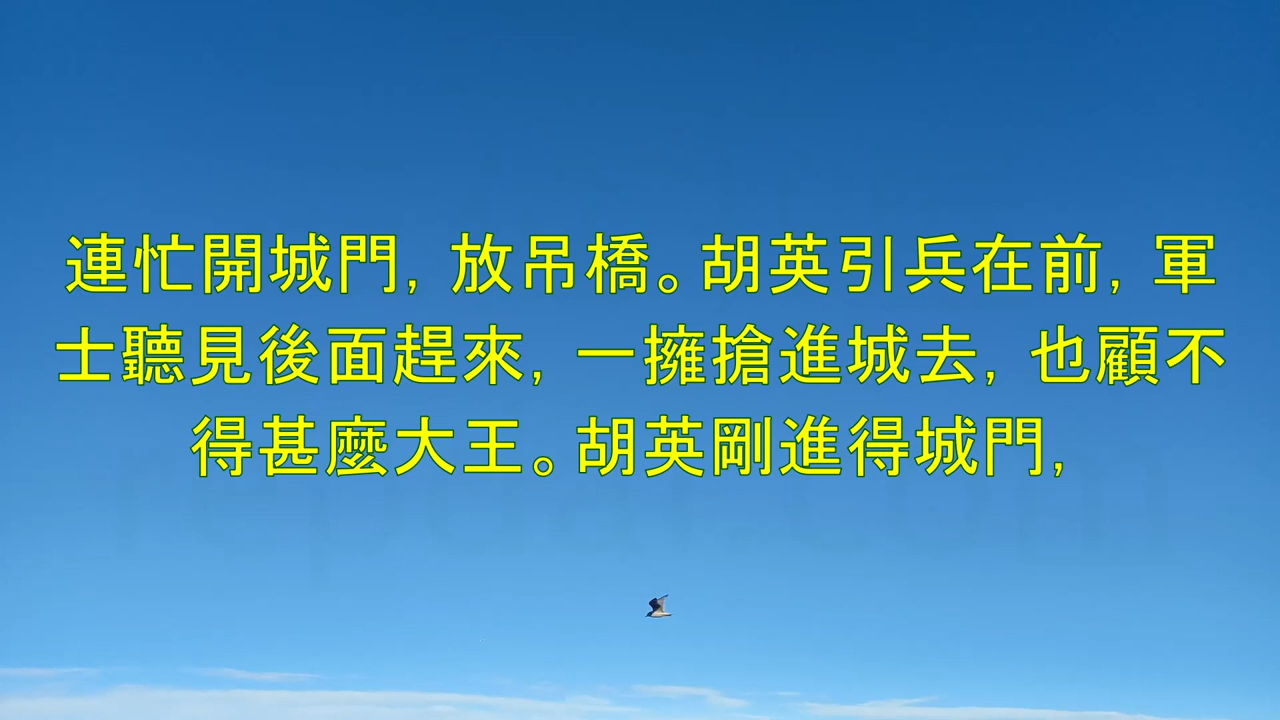 連忙開城門，放吊橋。胡英引兵在前，軍
士聽見後面趕來，一擁搶進城去，也顧不
得甚麼大王。胡英剛進得城門，